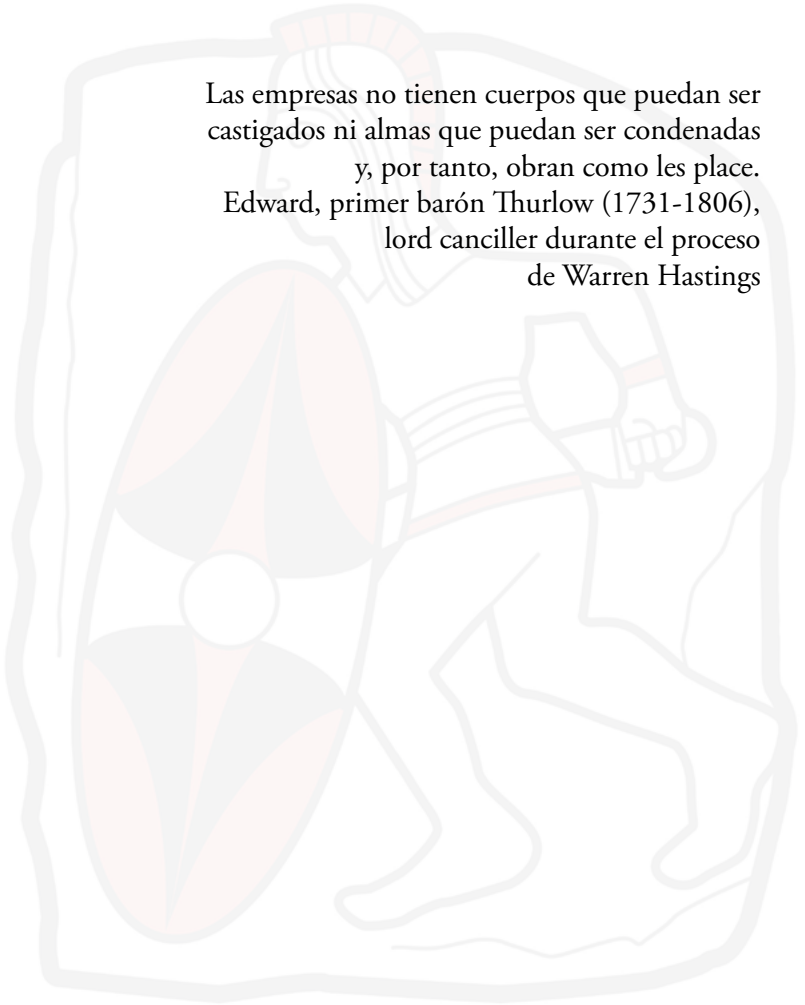 Las empresas no tienen cuerpos que puedan ser
castigados ni almas que puedan ser condenadas
y, por tanto, obran como les place.
Edward, primer barón Thurlow (1731-1806),
lord canciller durante el proceso
de Warren Hastings